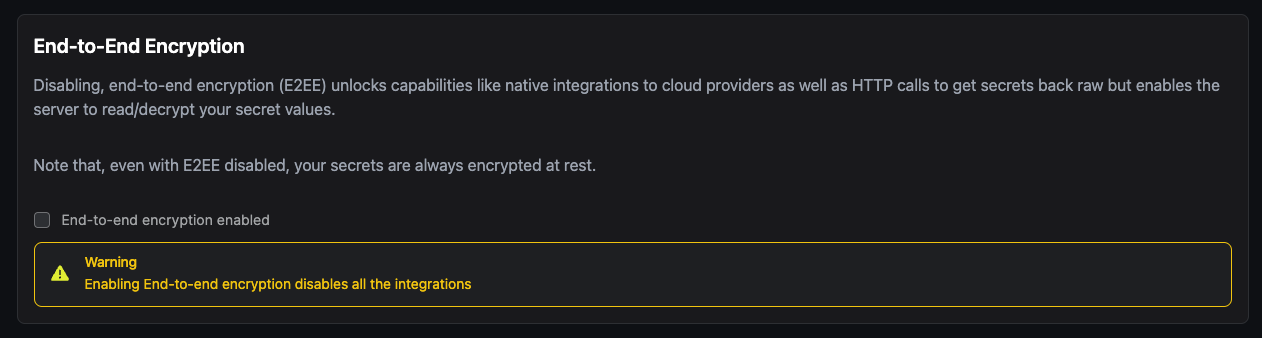 End-to-End Encryption
Disabling, end-to-end encryption (E2EE) unlocks capabilities like native integrations to cloud providers as well as HTTP calls to get secrets back raw but enables the
server to read/decrypt your secret values.
Note that, even with E2EE disabled, your secrets are always encrypted at rest.
End-to-end encryption enabled
Warning
Enabling End-to-end encryption disables all the integrations